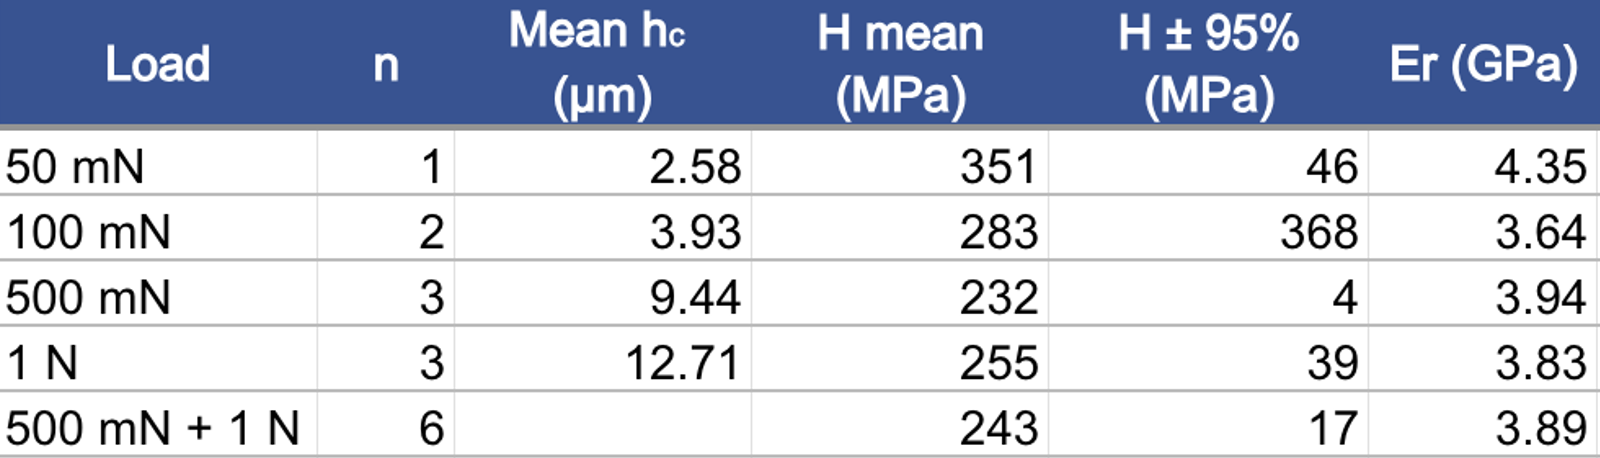 Load n Mean hc (µm) H mean (MPa) H ± 95% (MPa) Er (GPa)
50 mN 1 2.58 351 46 4.35
100 mN 2 3.93 283 368 3.64
500 mN 3 9.44 232 4 3.94
1 N 3 12.71 255 39 3.83
500 mN + 1 N 6 243 17 3.89